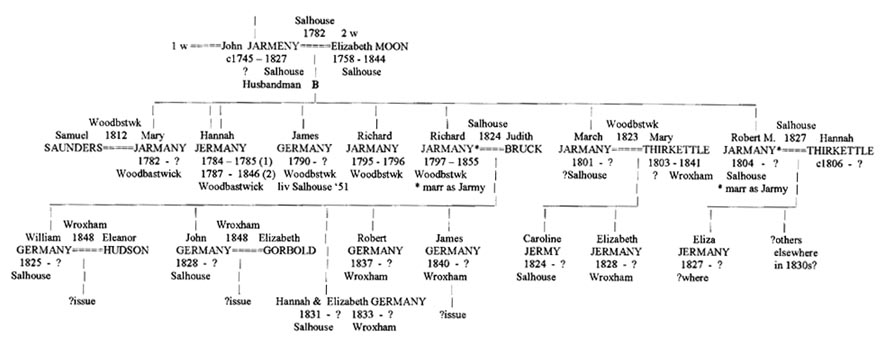 Salhouse
1782 2 w
1 w =====John JARMENY=====Elizabeth MOON
c1745 – 1827 1758 - 1844
? Salhouse Salhouse
Husbandman B
Woodbstwk Salhouse Woodbstwk Salhouse
Samuel 1812 Mary Hannah James Richard Richard 1824 Judith March 1823 Mary Robert M. 1827 Hannah
SAUNDERS=====JARMANY JERMANY GERMANY JARMANY JARMANY*=====BRUCK JARMANY=====THIRKETTLE JARMANY*====THIRKETTLE
1782 - ? 1784 – 1785 (1) 1790 - ? 1795 - 1796 1797 – 1855 1801 - ? 1803 - 1841 1804 - ? c1806 - ?
Woodbastwick 1787 - 1846 (2) Woodbstwk Woodbstwk Woodbstwk ?Salhouse ? Wroxham Salhouse
Woodbastwick liv Salhouse '51 * marr as Jarmy * marr as Jarmy
Wroxham Wroxham
William 1848 Eleanor John 1848 Elizabeth Robert James Caroline Elizabeth Eliza ?others
GERMANY=====HUDSON GERMANY=====GORBOLD GERMANY GERMANY JERMY JERMANY JERMANY elsewhere
1825 - ? 1828 - ? 1837 - ? 1840 - ? 1824 - ? 1828 - ? 1827 - ? in 1830s?
Salhouse Salhouse Wroxham Wroxham Salhouse Wroxham ?where
?issue ?issue Hannah & Elizabeth GERMANY ?issue
1831 - ? 1833 - ?
Salhouse Wroxham